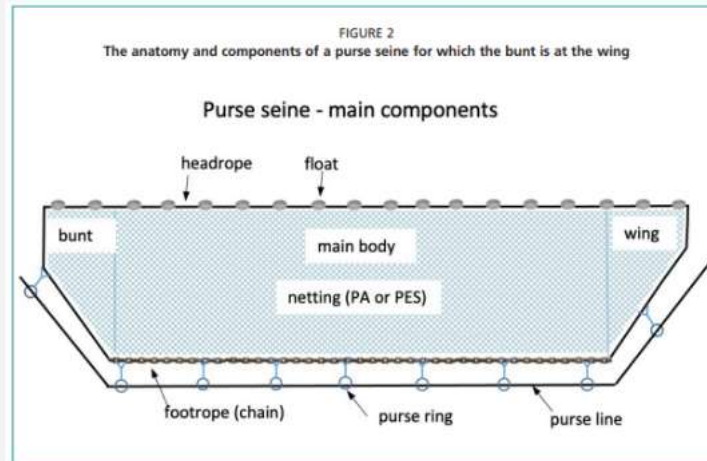 FIGURE 2
The anatomy and components of a purse seine for which the bunt is at the wing
Purse seine - main components
headrope
float
bunt
main body
wing
netting (PA or PES)
footrope (chain)
purse ring
purse line